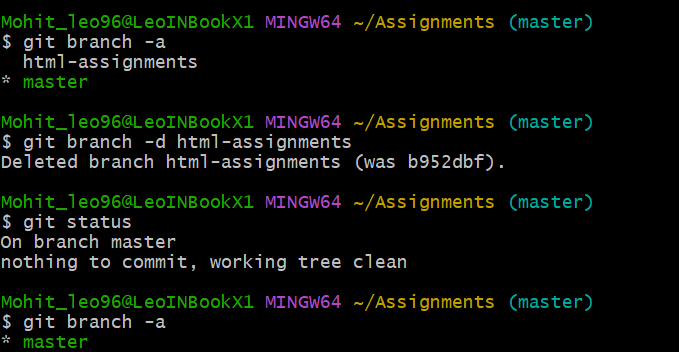 Mohit_leo96@LeoINBookX1 MINGW64 ~/Assignments (master)
$ git branch -a
  html-assignments
* master

Mohit_leo96@LeoINBookX1 MINGW64 ~/Assignments (master)
$ git branch -d html-assignments
Deleted branch html-assignments (was b952dbf).

Mohit_leo96@LeoINBookX1 MINGW64 ~/Assignments (master)
$ git status
On branch master
nothing to commit, working tree clean

Mohit_leo96@LeoINBookX1 MINGW64 ~/Assignments (master)
$ git branch -a
* master